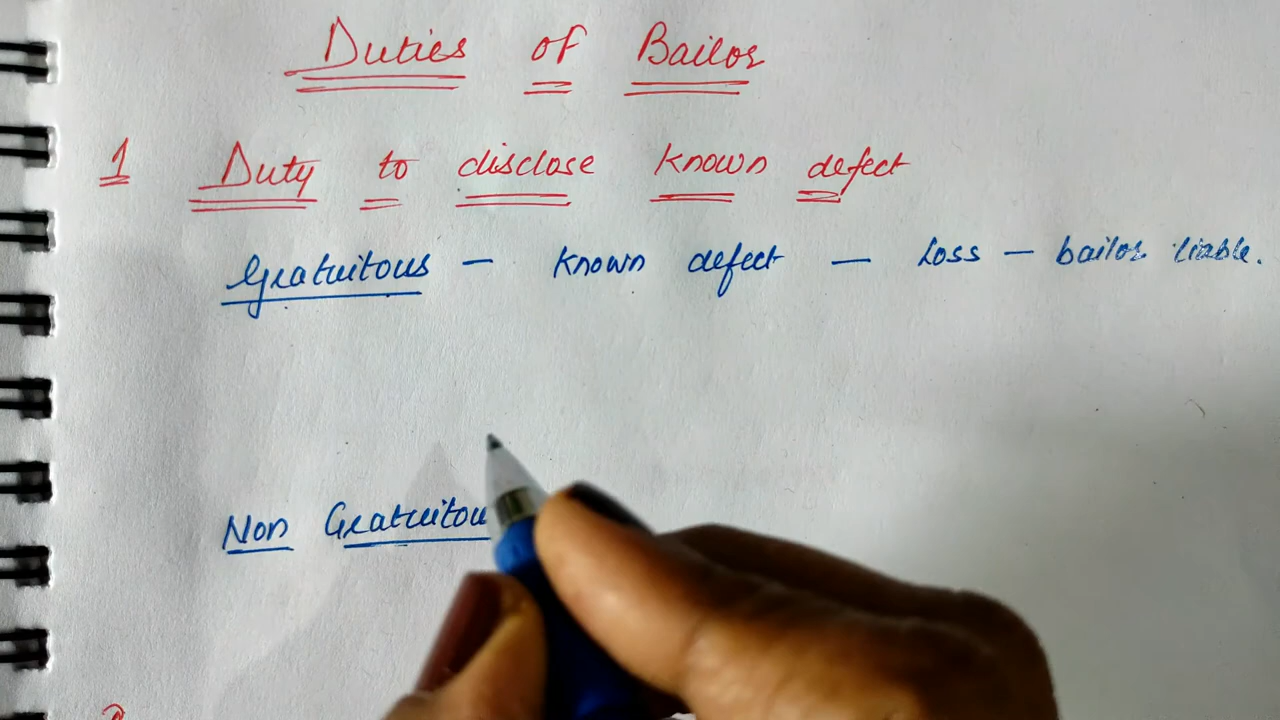 Duties of Bailor
1 Duty to disclose known defect
Gratuitous - known defect - Loss - bailor liable.
Non Gratuitou